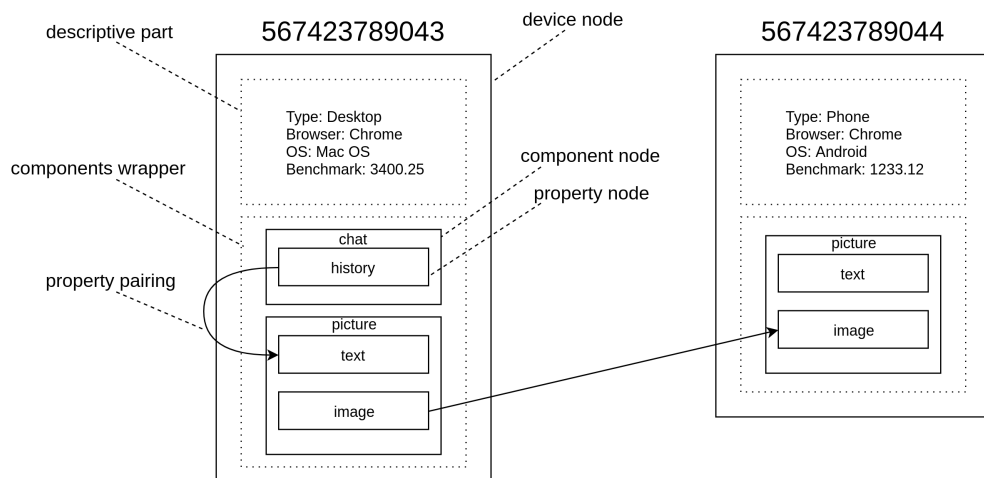 device node
descriptive part
567423789043
567423789044
Type: Desktop
Browser: Chrome
OS: Mac OS
Benchmark: 3400.25
Type: Phone
Browser: Chrome
OS: Android
Benchmark: 1233.12
components wrapper
component node
property node
chat
history
property pairing
picture
text
image
picture
text
image